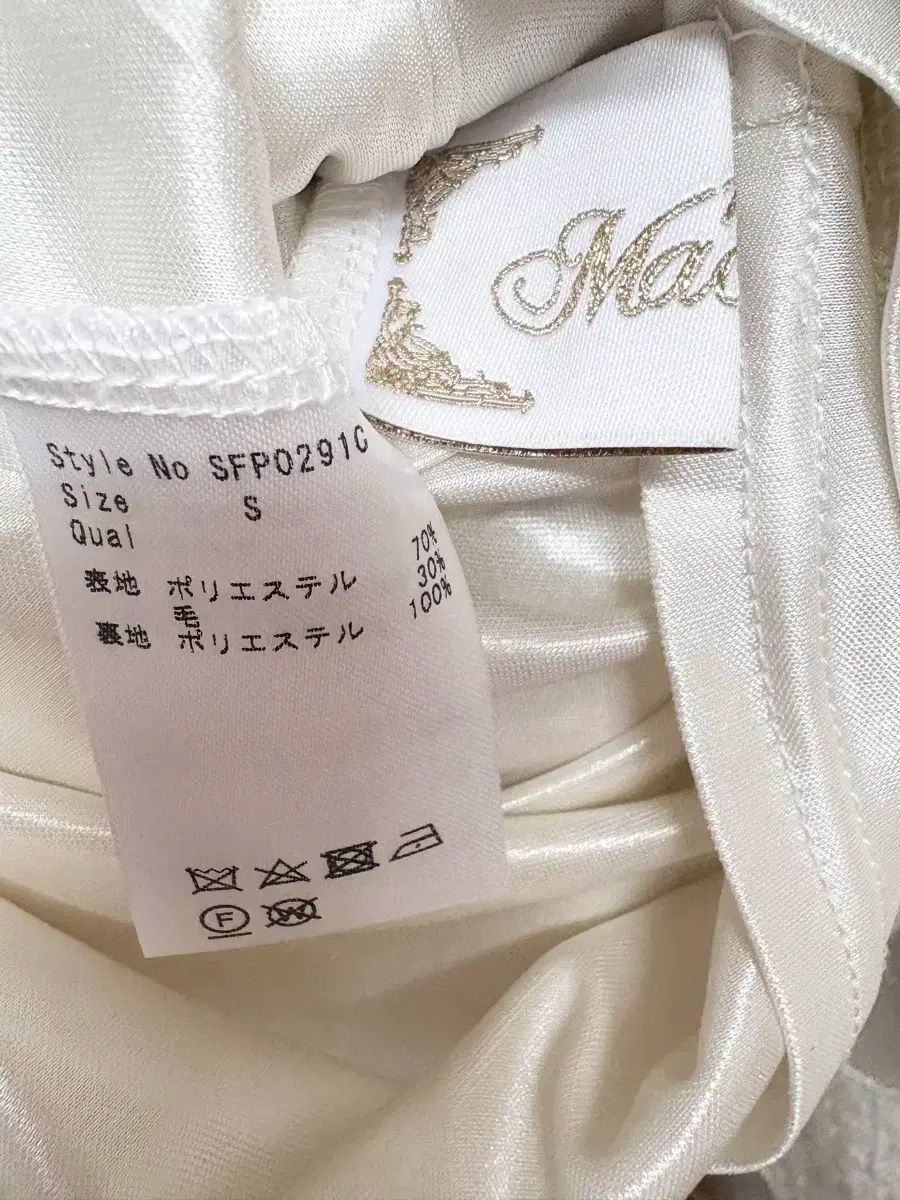 Style No SFP0291C
Size S
Qual
表地 ポリエステル 70%
毛 30%
裏地 ポリエステル 100%
F
W